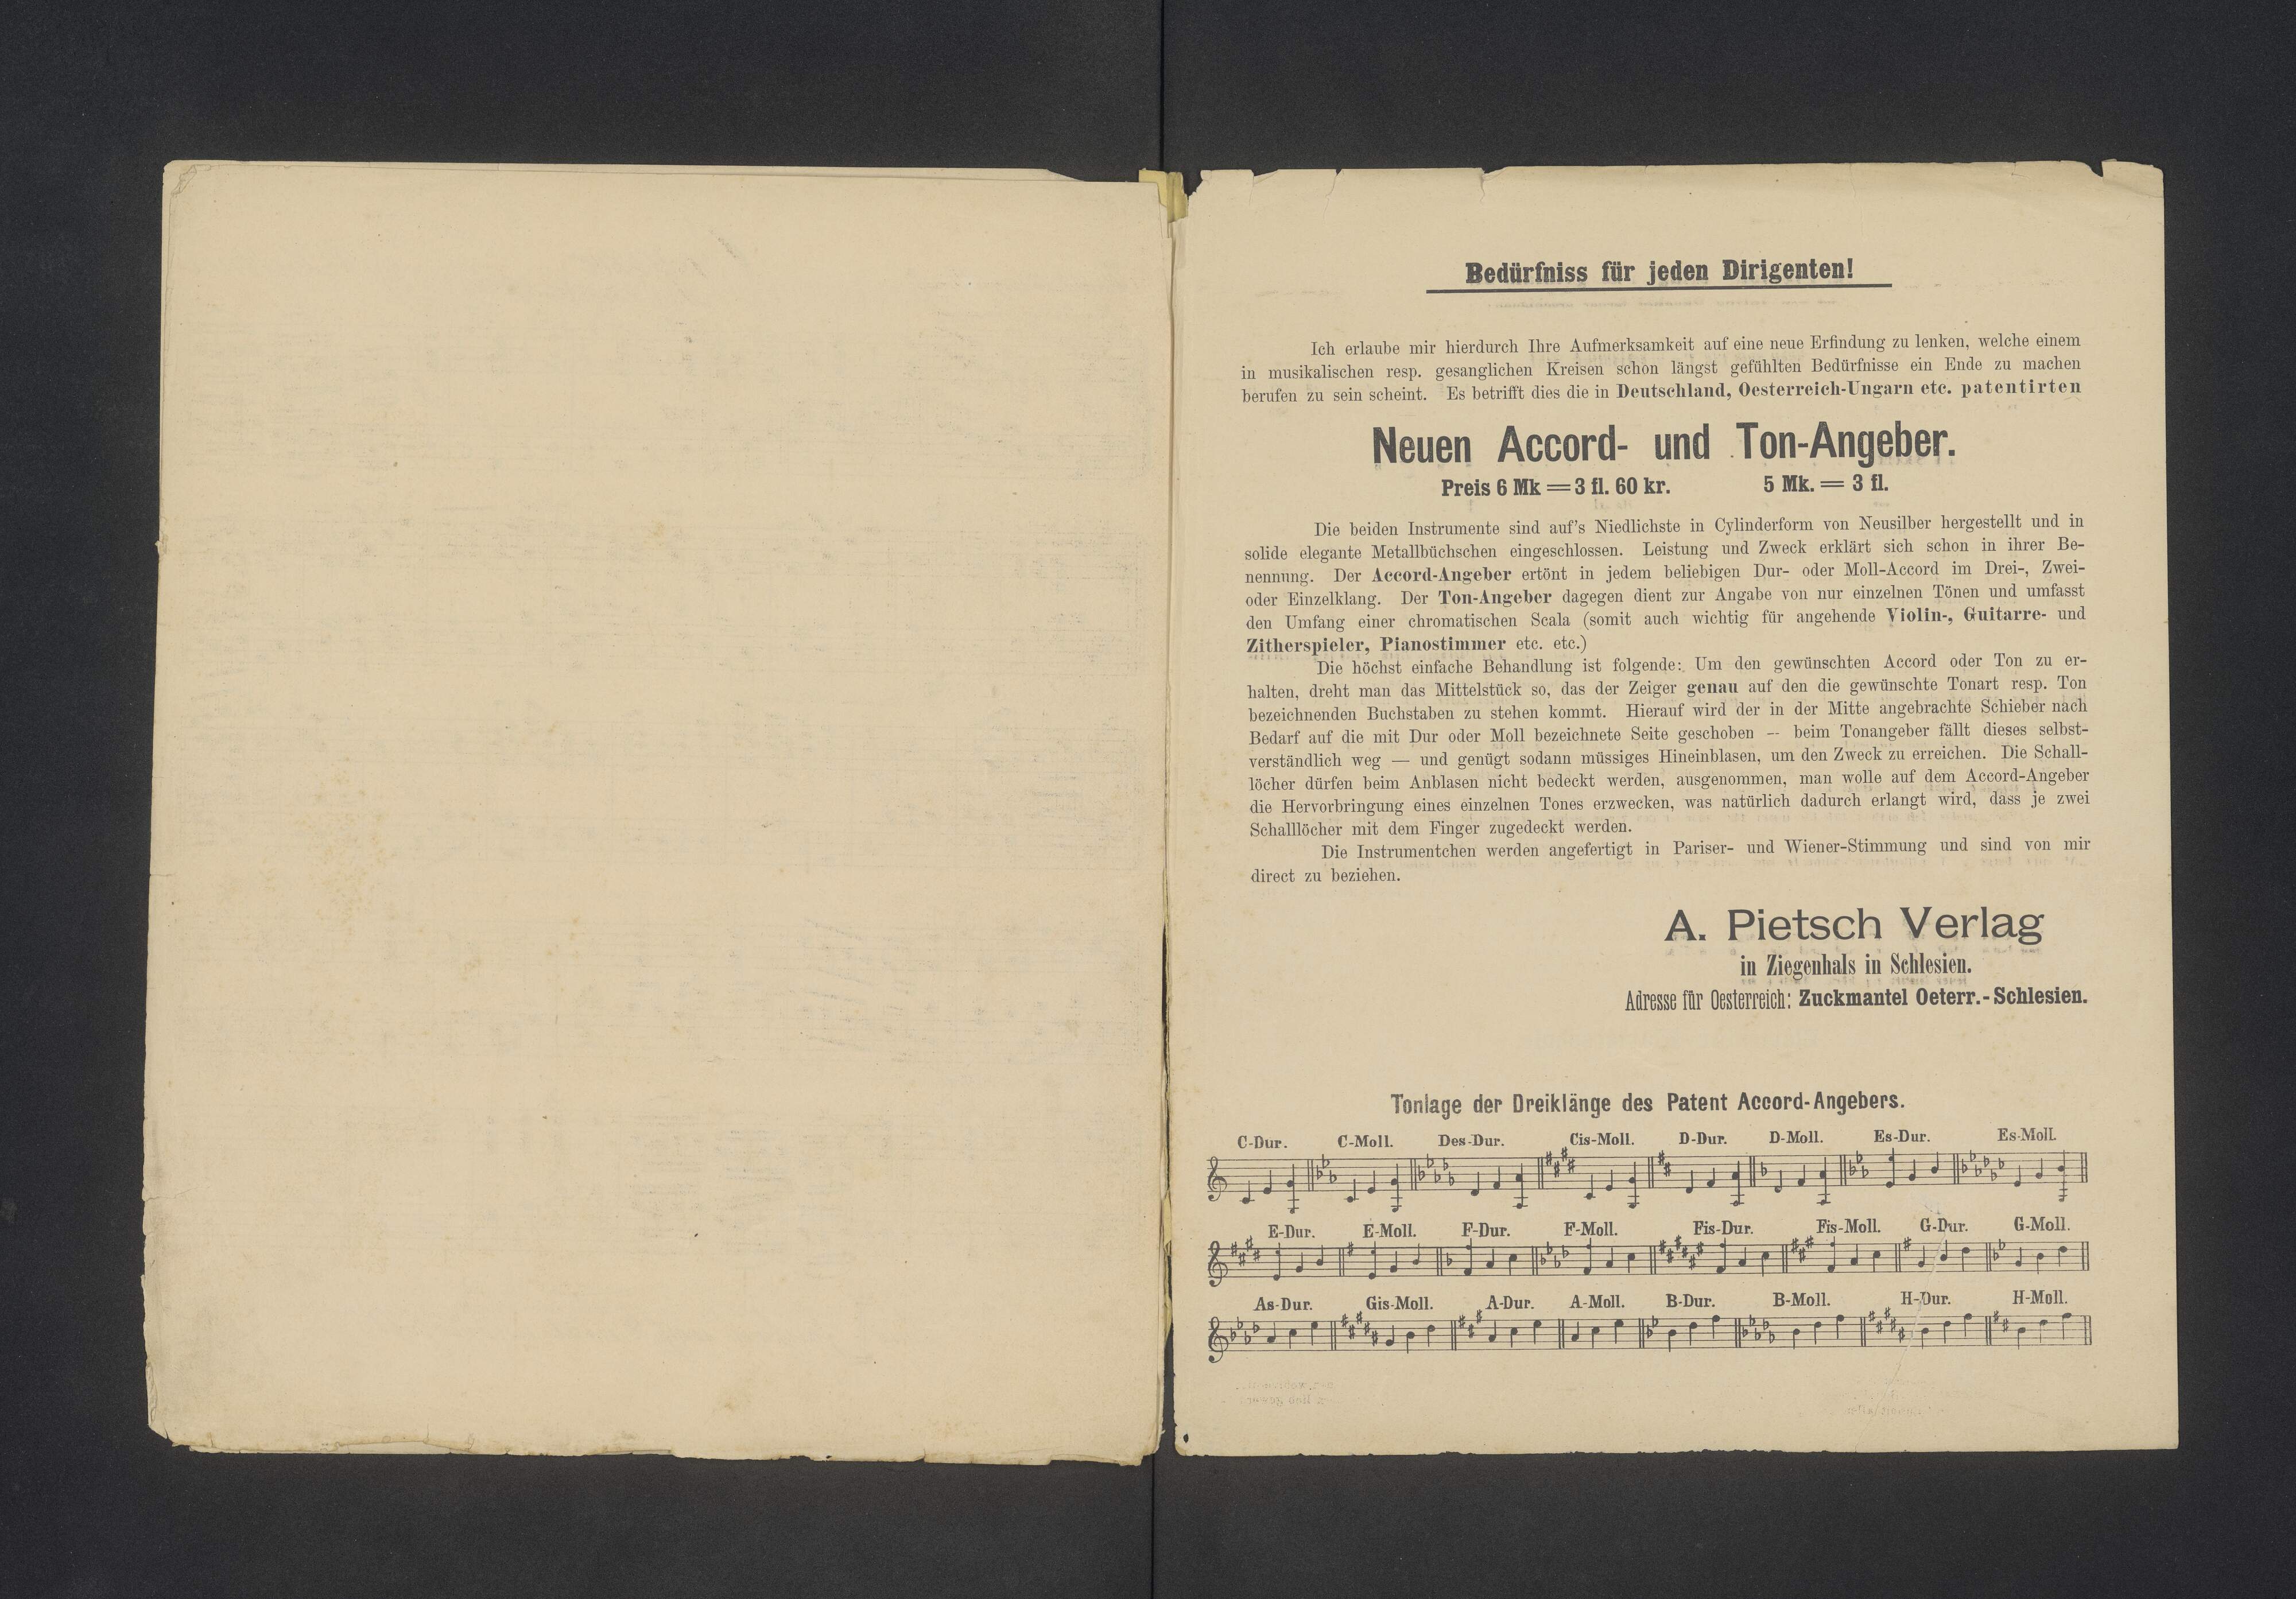 Bedürfniss für jeden Dirigenten!
Ich erlaube mir hierdurch Ihre Aufmerksamkeit auf eine neue Erfindung zu lenken, welche einem
in musikalischen resp. gesanglichen Kreisen schon längst gefühlten Bedürfnisse ein Ende zu machen
berufen zu sein scheint. Es betrifft dies die in Deutschland, Oesterreich-Ungarn etc. patentirten
Neuen Accord- und Ton-Angeber.
Preis 6 Mk = 3 fl. 60 kr. 5 Mk. = 3 fl.
Die beiden Instrumente sind auf's Niedlichste in Cylinderform von Neusilber hergestellt und in
solide elegante Metallbüchschen eingeschlossen. Leistung und Zweck erklärt sich schon in ihrer Be-
nennung. Der Accord-Angeber ertönt in jedem beliebigen Dur- oder Moll-Accord im Drei-, Zwei-
oder Einzelklang. Der Ton-Angeber dagegen dient zur Angabe von nur einzelnen Tönen und umfasst
den Umfang einer chromatischen Scala (somit auch wichtig für angehende Violin-, Guitarre- und
Zitherspieler, Pianostimmer etc. etc.)
Die höchst einfache Behandlung ist folgende: Um den gewünschten Accord oder Ton zu er-
halten, dreht man das Mittelstück so, das der Zeiger genau auf den die gewünschte Tonart resp. Ton
bezeichnenden Buchstaben zu stehen kommt. Hierauf wird der in der Mitte angebrachte Schieber nach
Bedarf auf die mit Dur oder Moll bezeichnete Seite geschoben — beim Tonangeber fällt dieses selbst-
verständlich weg — und genügt sodann müssiges Hineinblasen, um den Zweck zu erreichen. Die Schall-
löcher dürfen beim Anblasen nicht bedeckt werden, ausgenommen, man wolle auf dem Accord-Angeber
die Hervorbringung eines einzelnen Tones erzwecken, was natürlich dadurch erlangt wird, dass je zwei
Schalllöcher mit dem Finger zugedeckt werden.
Die Instrumentchen werden angefertigt in Pariser- und Wiener-Stimmung und sind von mir
direct zu beziehen.
A. Pietsch Verlag
in Ziegenhals in Schlesien.
Adresse für Oesterreich: Zuckmantel Oeterr.-Schlesien.
Tonlage der Dreiklänge des Patent Accord-Angebers.
C-Dur. C-Moll. Des-Dur. Cis-Moll. D-Dur. D-Moll. Es-Dur. Es-Moll.
E-Dur. E-Moll. F-Dur. F-Moll. Fis-Dur. Fis-Moll. G-Dur. G-Moll.
As-Dur. Gis-Moll. A-Dur. A-Moll. B-Dur. B-Moll. H-Dur. H-Moll.